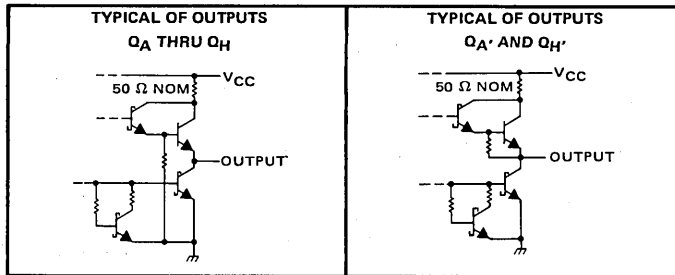 TYPICAL OF OUTPUTS
QA THRU QH
VCC
50 Ω NOM
OUTPUT
TYPICAL OF OUTPUTS
QA' AND QH'
VCC
50 Ω NOM
OUTPUT